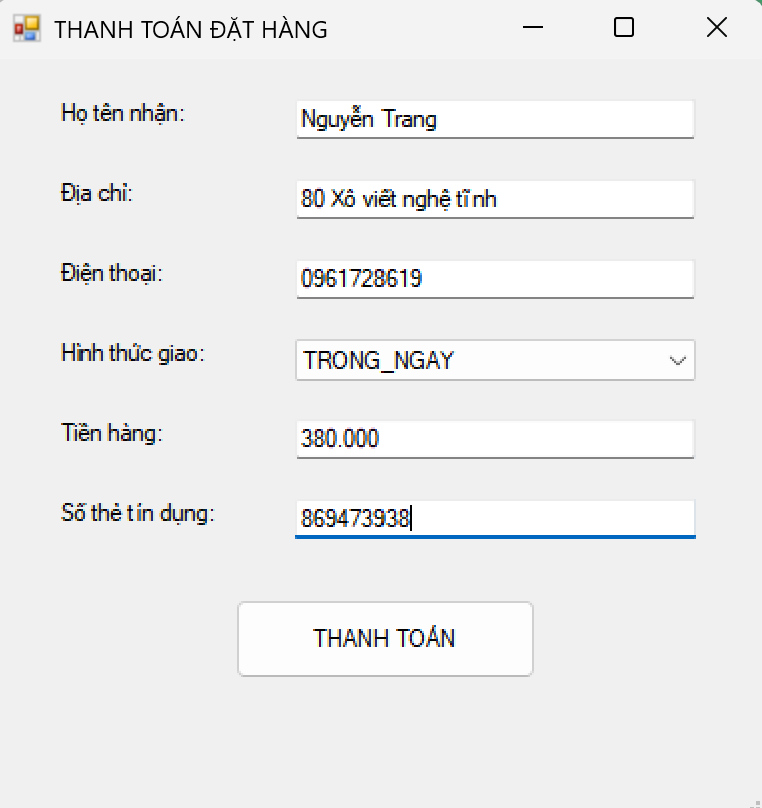 THANH TOÁN ĐẶT HÀNG
Họ tên nhận: Nguyễn Trang
Địa chỉ: 80 Xô viết nghệ tĩnh
Điện thoại: 0961728619
Hình thức giao: TRONG_NGAY
Tiền hàng: 380.000
Số thẻ tín dụng: 869473938
THANH TOÁN